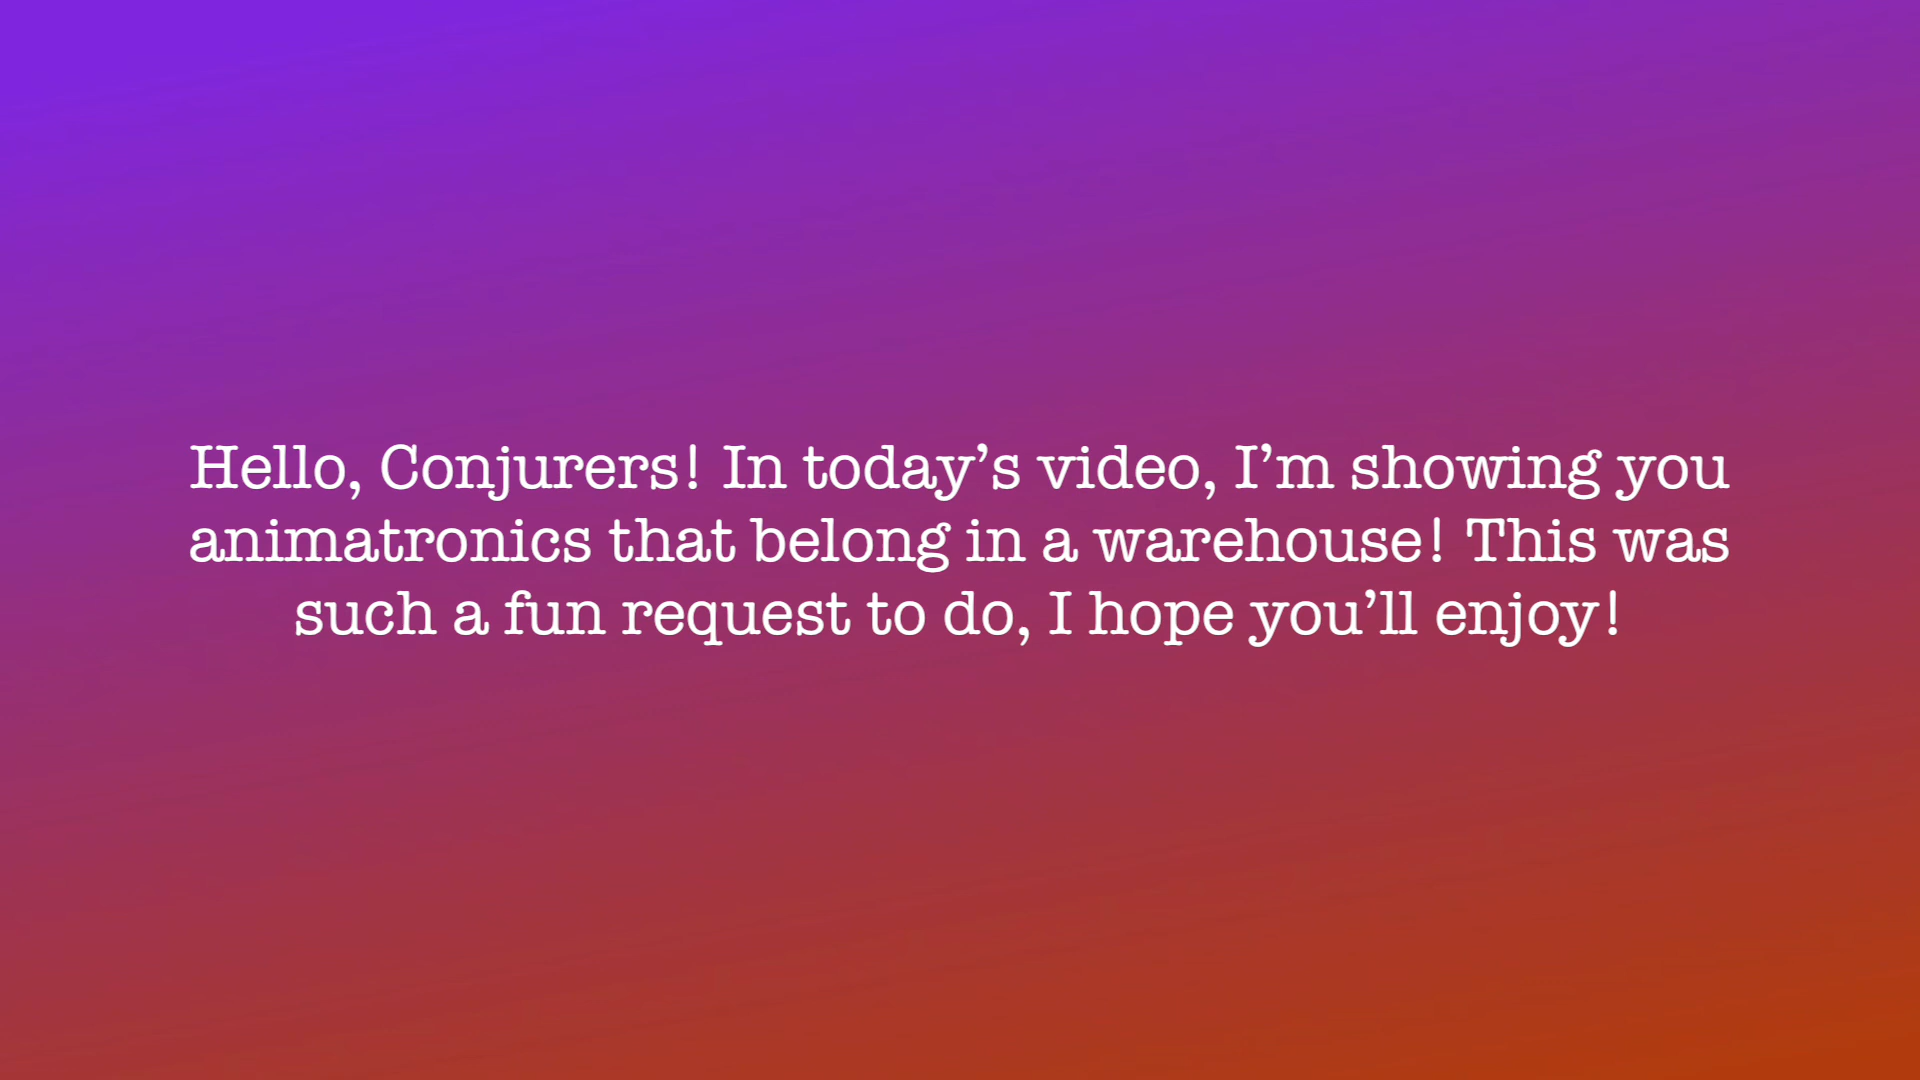 Hello, Conjurers! In today’s video, I’m showing you
animatronics that belong in a warehouse! This was
such a fun request to do, I hope you’ll enjoy!